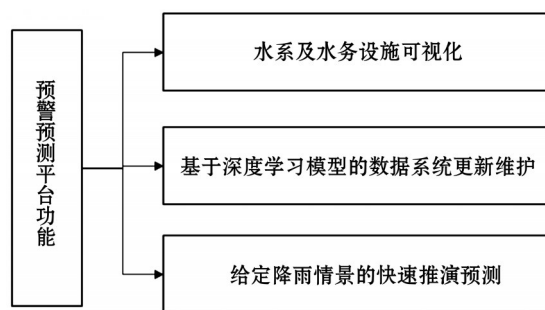 预警预测平台功能
水系及水务设施可视化
基于深度学习模型的数据系统更新维护
给定降雨情景的快速推演预测